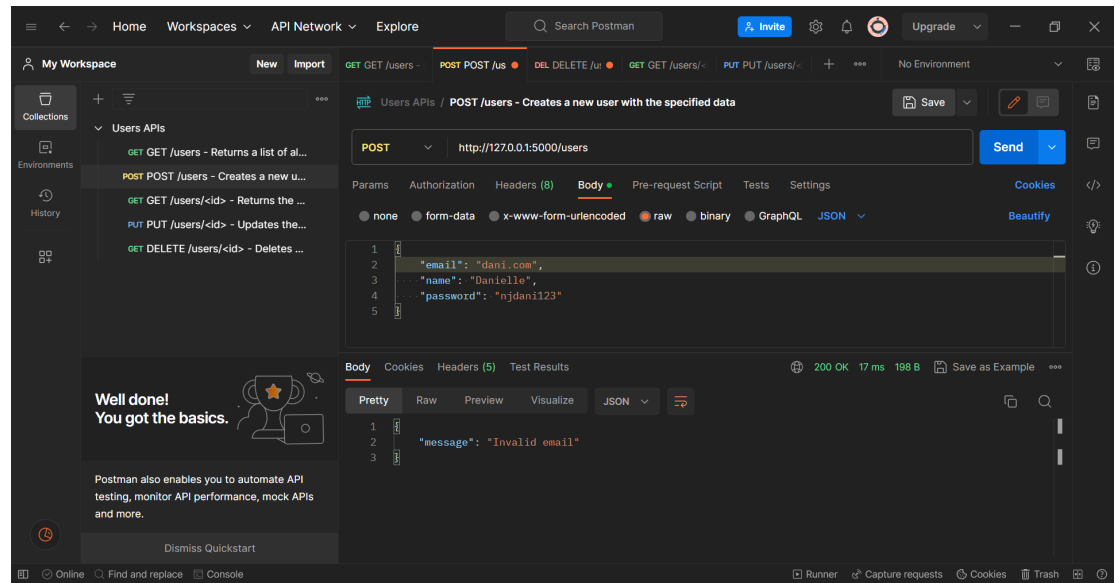 Home Workspaces API Network Explore Search Postman Invite Upgrade
My Workspace New Import GET GET /users - POST POST /us DEL DELETE /us GET GET /users/< PUT PUT /users/< No Environment
Collections
Environments
History
Users APIs
GET GET /users - Returns a list of al...
POST POST /users - Creates a new u...
GET GET /users/<id> - Returns the ...
PUT PUT /users/<id> - Updates the...
GET DELETE /users/<id> - Deletes ...
HTTP Users APIs / POST /users - Creates a new user with the specified data Save
POST http://127.0.0.1:5000/users Send
Params Authorization Headers (8) Body Pre-request Script Tests Settings Cookies
none form-data x-www-form-urlencoded raw binary GraphQL JSON Beautify
1 {
2 "email": "dani.com",
3 "name": "Danielle",
4 "password": "njdani123"
5 }
Body Cookies Headers (5) Test Results 200 OK 17 ms 198 B Save as Example
Pretty Raw Preview Visualize JSON
1 {
2 "message": "Invalid email"
3 }
Well done!
You got the basics.
Postman also enables you to automate API
testing, monitor API performance, mock APIs
and more.
Dismiss Quickstart
Online Find and replace Console Runner Capture requests Cookies Trash